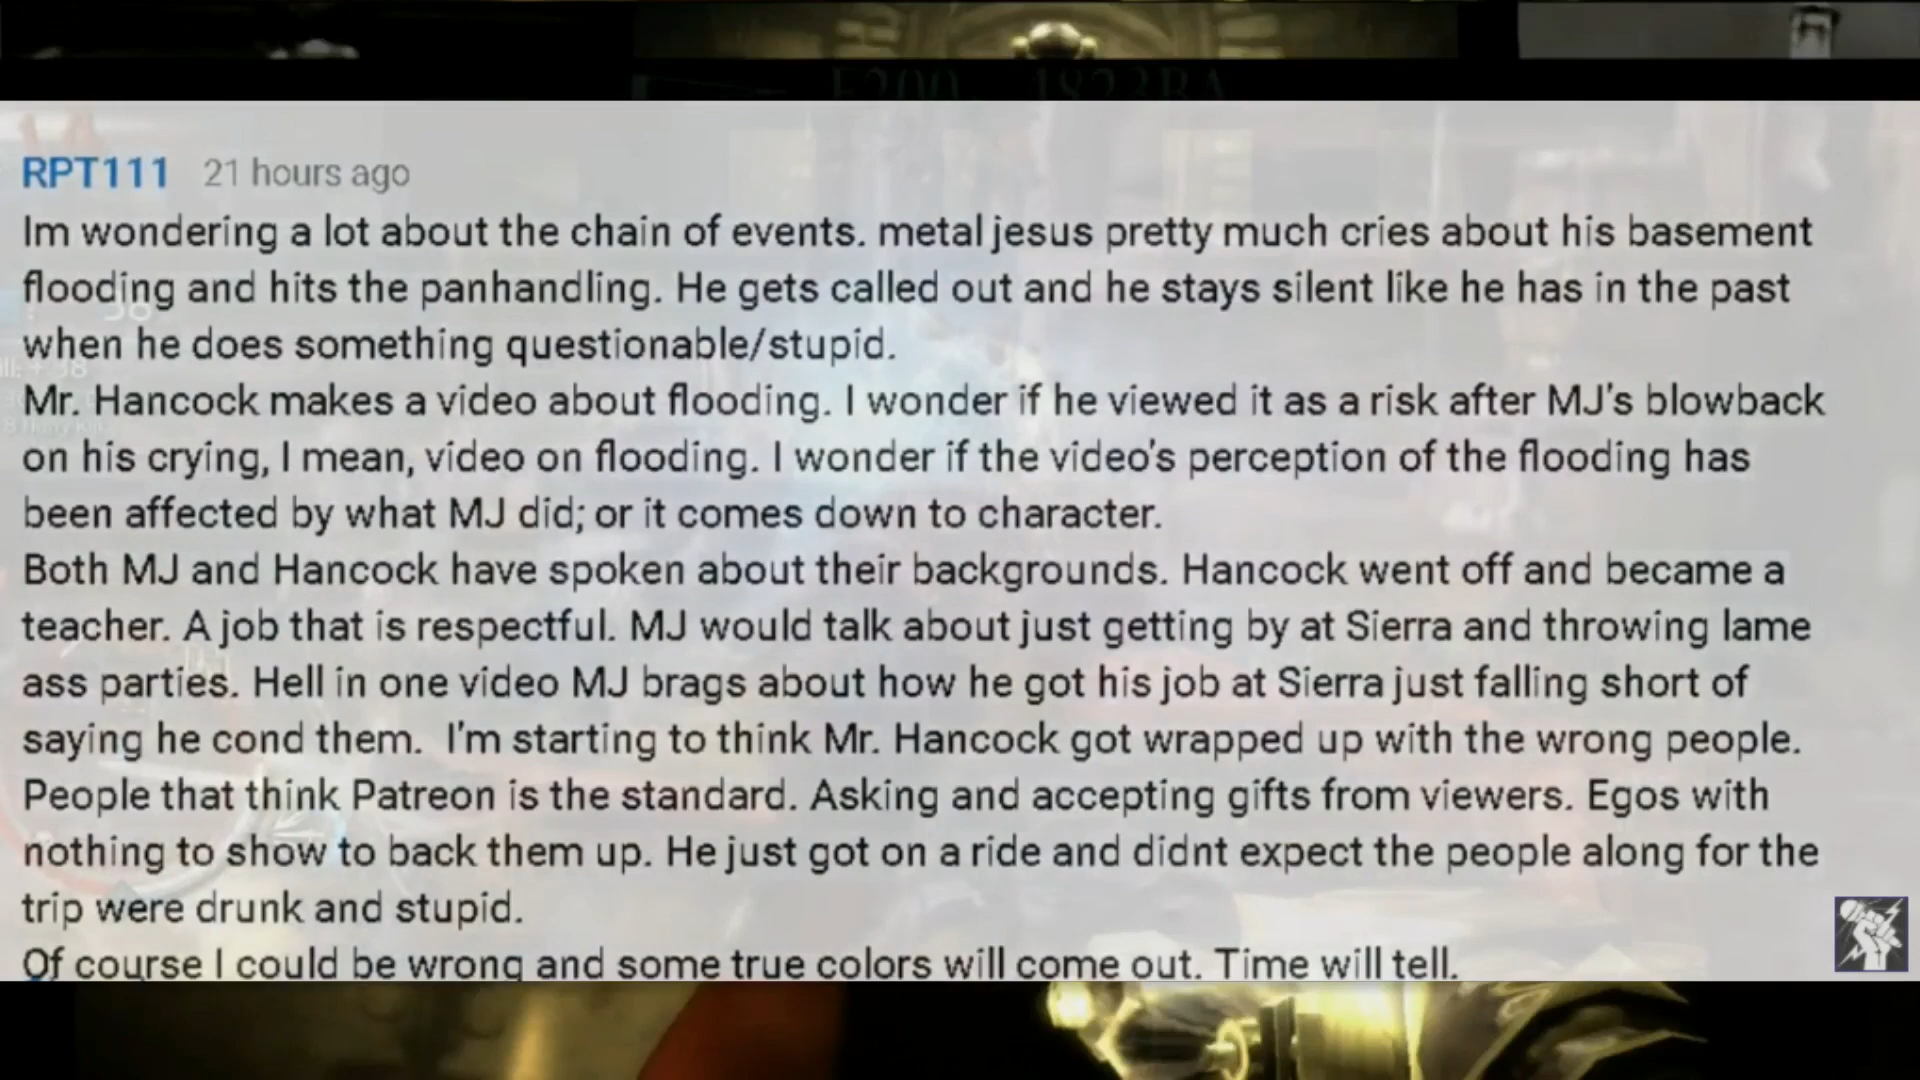 F200 1823BA
RPT111 21 hours ago
Im wondering a lot about the chain of events. metal jesus pretty much cries about his basement
flooding and hits the panhandling. He gets called out and he stays silent like he has in the past
when he does something questionable/stupid.
Mr. Hancock makes a video about flooding. I wonder if he viewed it as a risk after MJ's blowback
on his crying, I mean, video on flooding. I wonder if the video's perception of the flooding has
been affected by what MJ did; or it comes down to character.
Both MJ and Hancock have spoken about their backgrounds. Hancock went off and became a
teacher. A job that is respectful. MJ would talk about just getting by at Sierra and throwing lame
ass parties. Hell in one video MJ brags about how he got his job at Sierra just falling short of
saying he cond them. I'm starting to think Mr. Hancock got wrapped up with the wrong people.
People that think Patreon is the standard. Asking and accepting gifts from viewers. Egos with
nothing to show to back them up. He just got on a ride and didnt expect the people along for the
trip were drunk and stupid.
Of course I could be wrong and some true colors will come out. Time will tell.